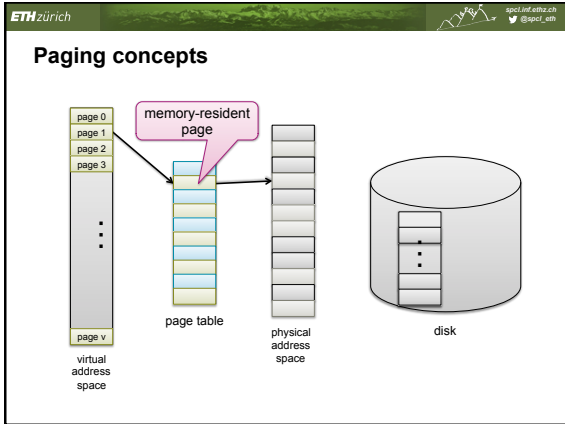 ETH zürich
spcl.inf.ethz.ch
@spcl_eth
Paging concepts
page 0
page 1
page 2
page 3
page v
virtual
address
space
memory-resident
page
page table
physical
address
space
disk